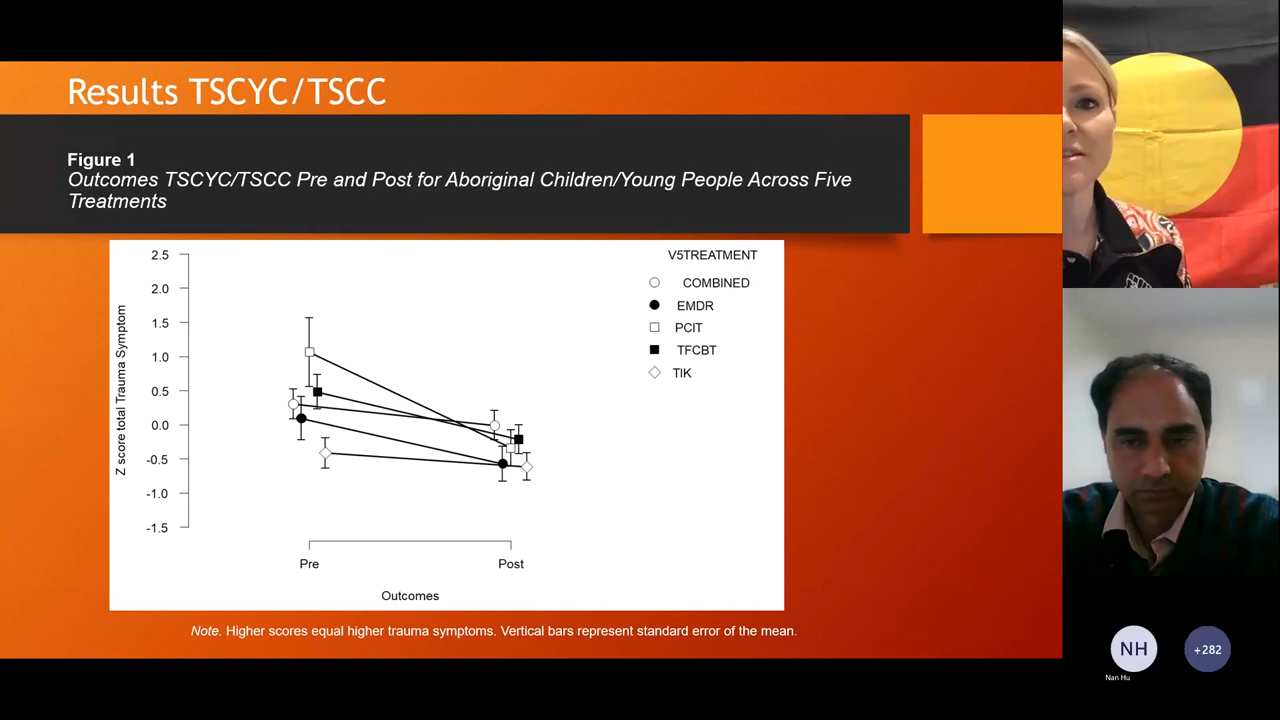 Results TSCYC/TSCC
Figure 1
Outcomes TSCYC/TSCC Pre and Post for Aboriginal Children/Young People Across Five
Treatments
2.5
2.0
1.5
1.0
0.5
0.0
-0.5
-1.0
-1.5
Z score total Trauma Symptom
Pre
Post
Outcomes
V5TREATMENT
COMBINED
EMDR
PCIT
TFCBT
TIK
Note. Higher scores equal higher trauma symptoms. Vertical bars represent standard error of the mean.
NH
Nan Hu
+282